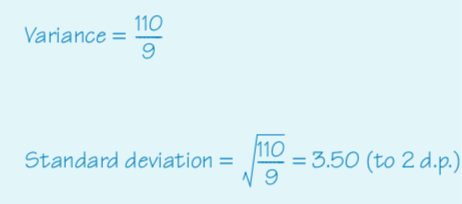 Variance = 110/9
Standard deviation = √(110/9) = 3.50 (to 2 d.p.)